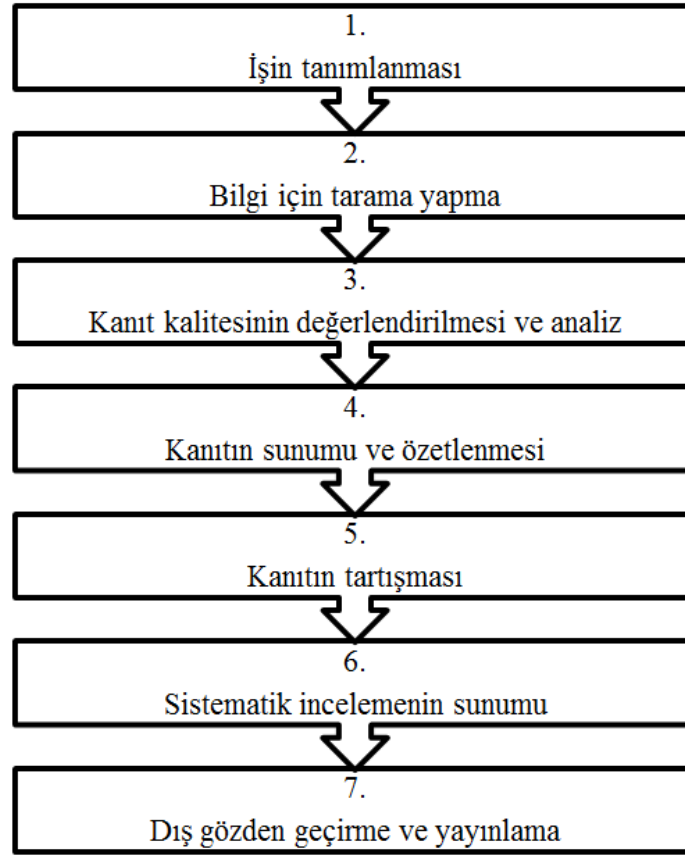 1.
İşin tanımlanması
2.
Bilgi için tarama yapma
3.
Kanıt kalitesinin değerlendirilmesi ve analiz
4.
Kanıtın sunumu ve özetlenmesi
5.
Kanıtın tartışması
6.
Sistematik incelemenin sunumu
7.
Dış gözden geçirme ve yayınlama